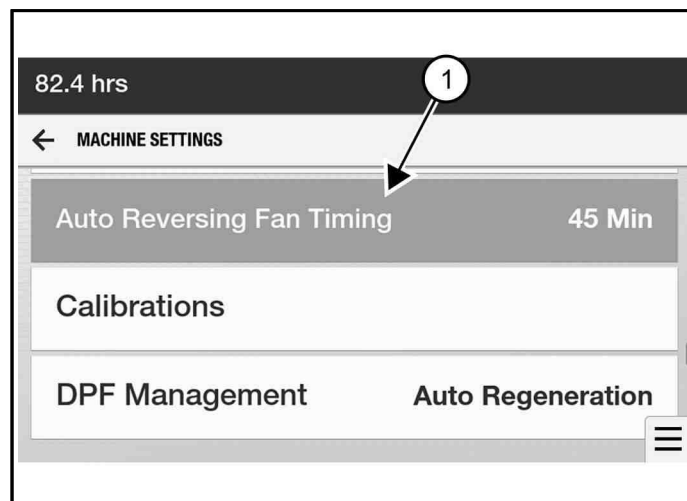 1
82.4 hrs
MACHINE SETTINGS
Auto Reversing Fan Timing 45 Min
Calibrations
DPF Management Auto Regeneration